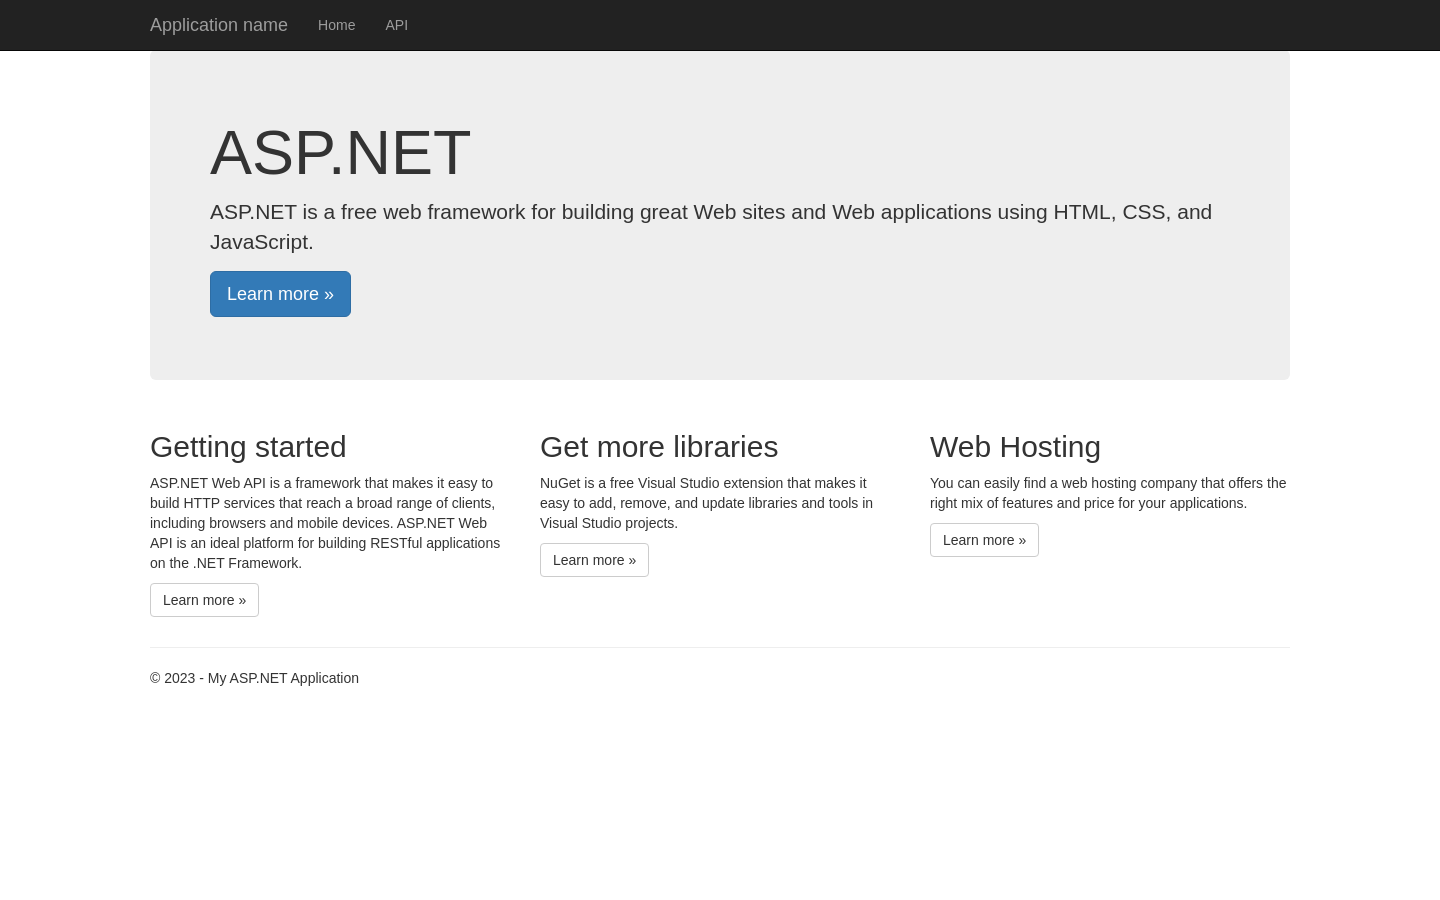 Application name
Home
API
ASP.NET
ASP.NET is a free web framework for building great Web sites and Web applications using HTML, CSS, and
JavaScript.
Learn more »
Getting started
ASP.NET Web API is a framework that makes it easy to
build HTTP services that reach a broad range of clients,
including browsers and mobile devices. ASP.NET Web
API is an ideal platform for building RESTful applications
on the .NET Framework.
Learn more »
Get more libraries
NuGet is a free Visual Studio extension that makes it
easy to add, remove, and update libraries and tools in
Visual Studio projects.
Learn more »
Web Hosting
You can easily find a web hosting company that offers the
right mix of features and price for your applications.
Learn more »
© 2023 - My ASP.NET Application